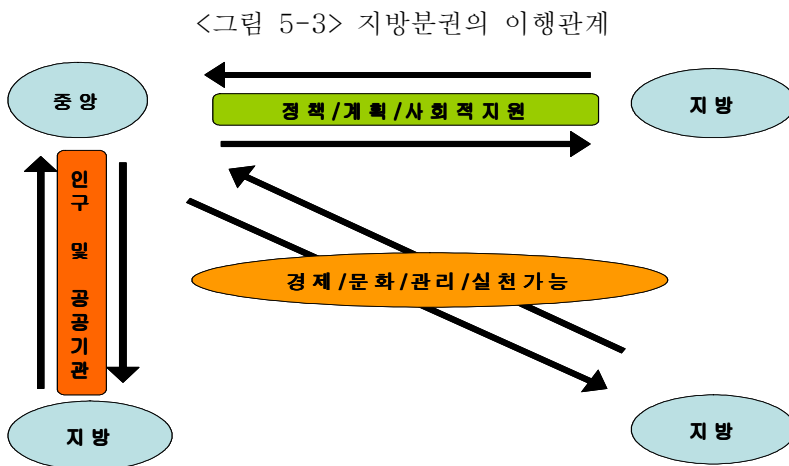 <그림 5-3> 지방분권의 이행관계
중앙
정책/계획/사회적지원
지방
인구 및 공공기관
경제/문화/관리/실천가능
지방
지방